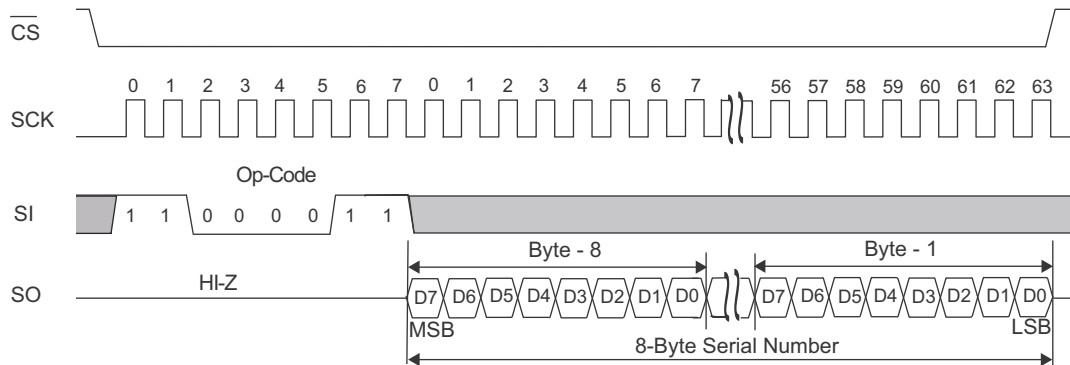 CS
0 1 2 3 4 5 6 7 0 1 2 3 4 5 6 7 56 57 58 59 60 61 62 63
SCK
Op-Code
SI 1 1 0 0 0 0 1 1
Byte - 8 Byte - 1
HI-Z
SO D7 D6 D5 D4 D3 D2 D1 D0 D7 D6 D5 D4 D3 D2 D1 D0
MSB LSB
8-Byte Serial Number